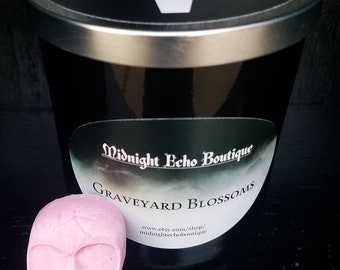 Midnight Echo Boutique
GRAVEYARD BLOSSOMS
www.etsy.com/shop/
midnightechoboutique